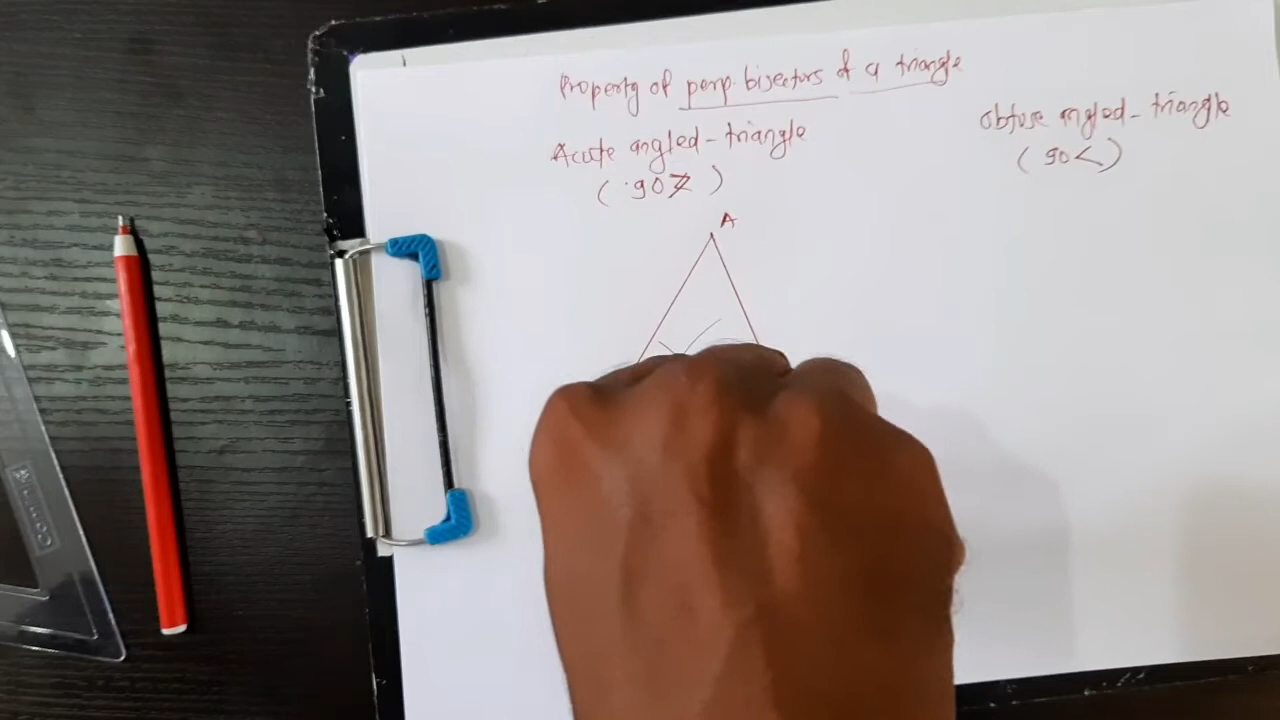 Property of perp. bisectors of a triangle
Acute angled-triangle
(90>)
Obtuse angled-triangle
(90<)
A